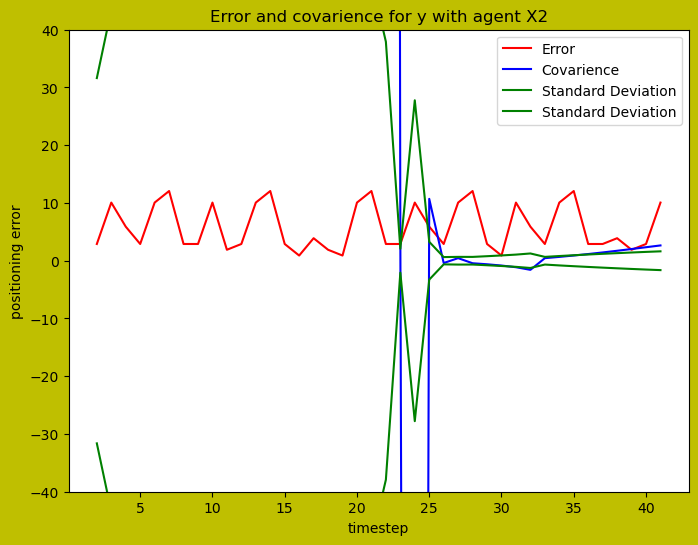 Error and covarience for y with agent X2
Error
Covarience
Standard Deviation
Standard Deviation
positioning error
40
30
20
10
0
−10
−20
−30
−40
5 10 15 20 25 30 35 40
timestep